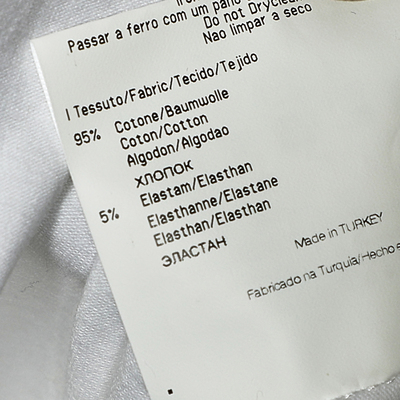 Passar a ferro com um pano
Do not Dryclean
Nao limpar a seco
I Tessuto/Fabric/Tecido/Tejido
95% Cotone/Baumwolle
Coton/Cotton
Algodon/Algodao
ХЛОПОК
Elastam/Elasthan
5% Elasthanne/Elastane
Elasthan/Elasthan
ЭЛАСТАН
Made in TURKEY
Fabricado na Turquia/Hecho e